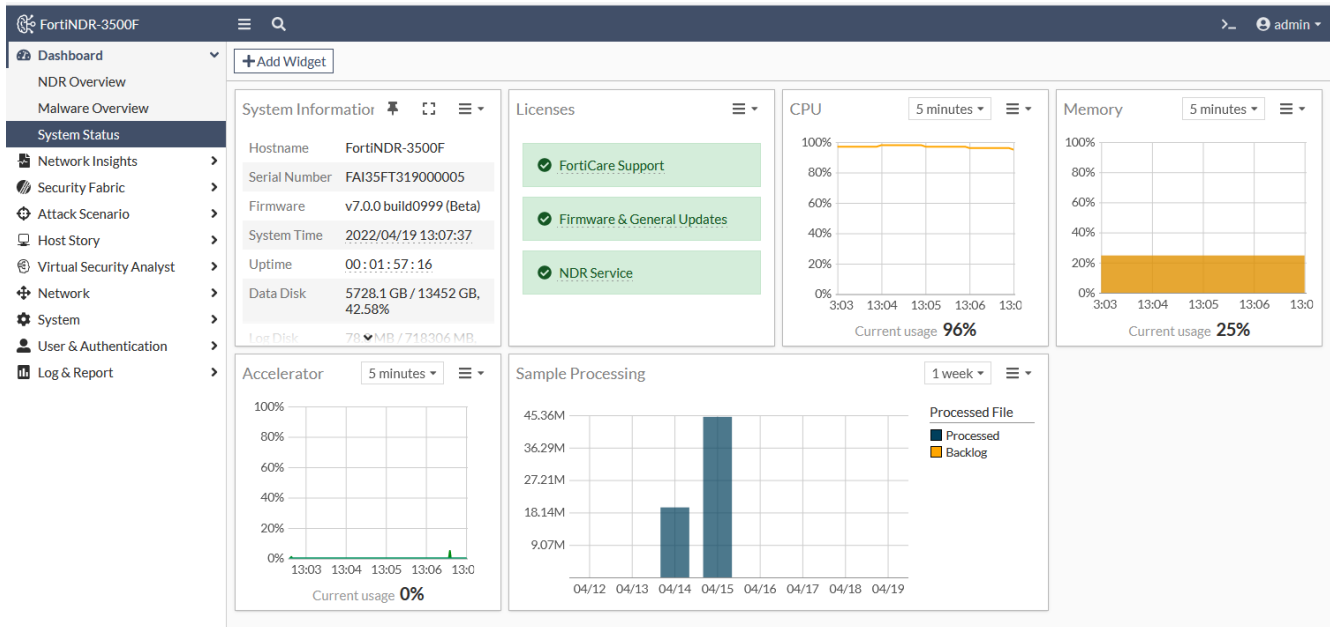 FortiNDR-3500F
>_ admin
Dashboard
NDR Overview
Malware Overview
System Status
Network Insights
Security Fabric
Attack Scenario
Host Story
Virtual Security Analyst
Network
System
User & Authentication
Log & Report
Add Widget
System Information
Hostname FortiNDR-3500F
Serial Number FAI35FT319000005
Firmware v7.0.0 build0999 (Beta)
System Time 2022/04/19 13:07:37
Uptime 00:01:57:16
Data Disk 5728.1 GB / 13452 GB,
42.58%
Log Disk MB / 718306 MB,
Licenses
FortiCare Support
Firmware & General Updates
NDR Service
CPU
5 minutes
100%
80%
60%
40%
20%
0%
3:03 13:04 13:05 13:06 13:0
Current usage 96%
Memory
5 minutes
100%
80%
60%
40%
20%
0%
3:03 13:04 13:05 13:06 13:0
Current usage 25%
Accelerator
5 minutes
100%
80%
60%
40%
20%
0%
13:03 13:04 13:05 13:06 13:0
Current usage 0%
Sample Processing
1 week
45.36M
36.29M
27.21M
18.14M
9.07M
04/12 04/13 04/14 04/15 04/16 04/17 04/18 04/19
Processed File
Processed
Backlog